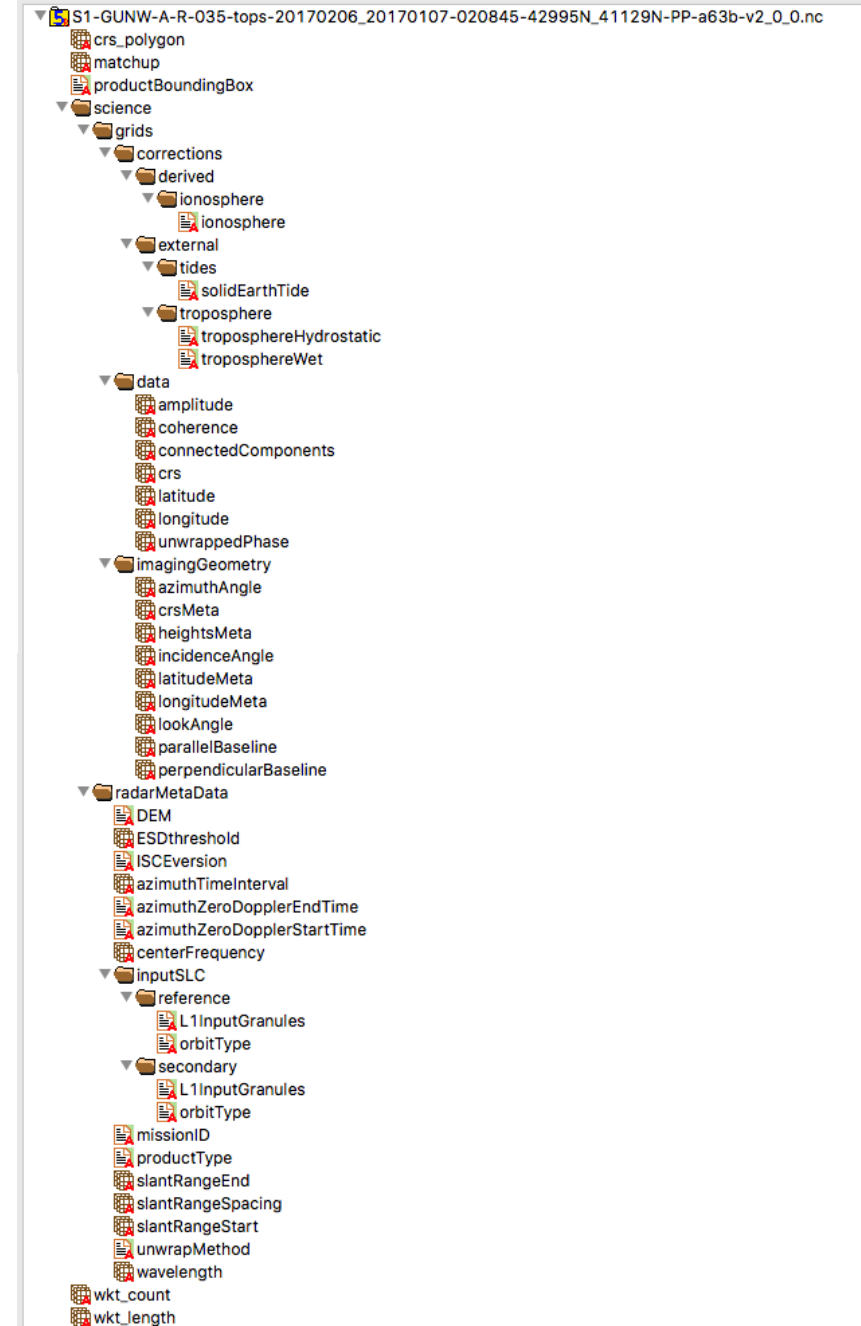 S1-GUNW-A-R-035-tops-20170206_20170107-020845-42995N_41129N-PP-a63b-v2_0_0.nc
crs_polygon
matchup
productBoundingBox
science
grids
corrections
derived
ionosphere
ionosphere
external
tides
solidEarthTide
troposphere
troposphereHydrostatic
troposphereWet
data
amplitude
coherence
connectedComponents
crs
latitude
longitude
unwrappedPhase
imagingGeometry
azimuthAngle
crsMeta
heightsMeta
incidenceAngle
latitudeMeta
longitudeMeta
lookAngle
parallelBaseline
perpendicularBaseline
radarMetaData
DEM
ESDthreshold
ISCEversion
azimuthTimeInterval
azimuthZeroDopplerEndTime
azimuthZeroDopplerStartTime
centerFrequency
inputSLC
reference
L1InputGranules
orbitType
secondary
L1InputGranules
orbitType
missionID
productType
slantRangeEnd
slantRangeSpacing
slantRangeStart
unwrapMethod
wavelength
wkt_count
wkt_length